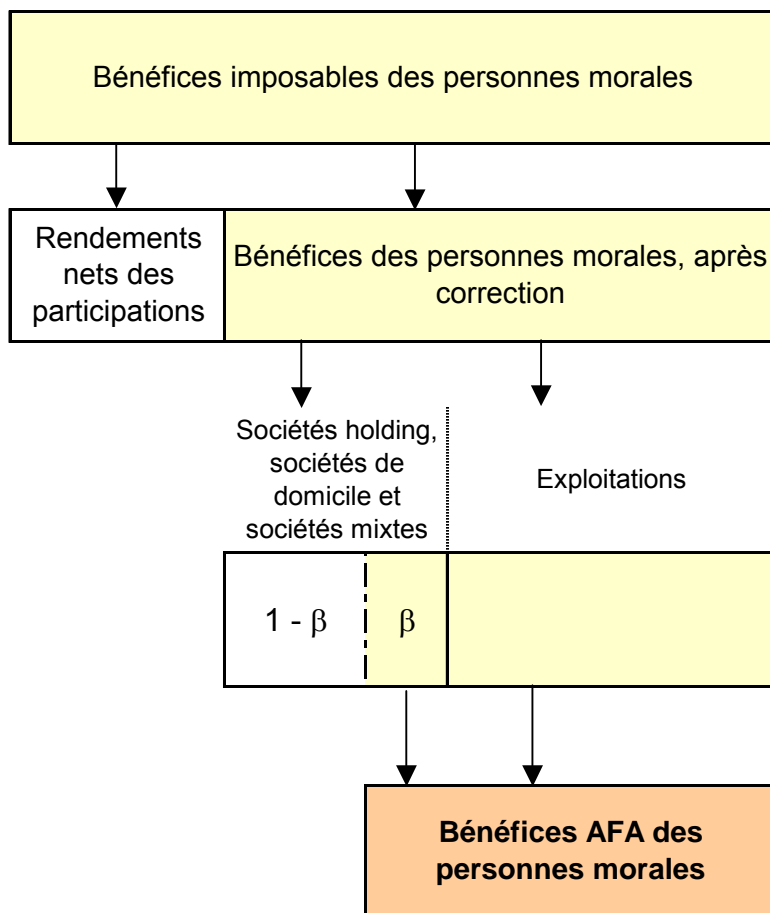 Bénéfices imposables des personnes morales
Rendements
nets des
participations
Bénéfices des personnes morales, après
correction
Sociétés holding,
sociétés de
domicile et
sociétés mixtes
Exploitations
1 - β
β
Bénéfices AFA des
personnes morales